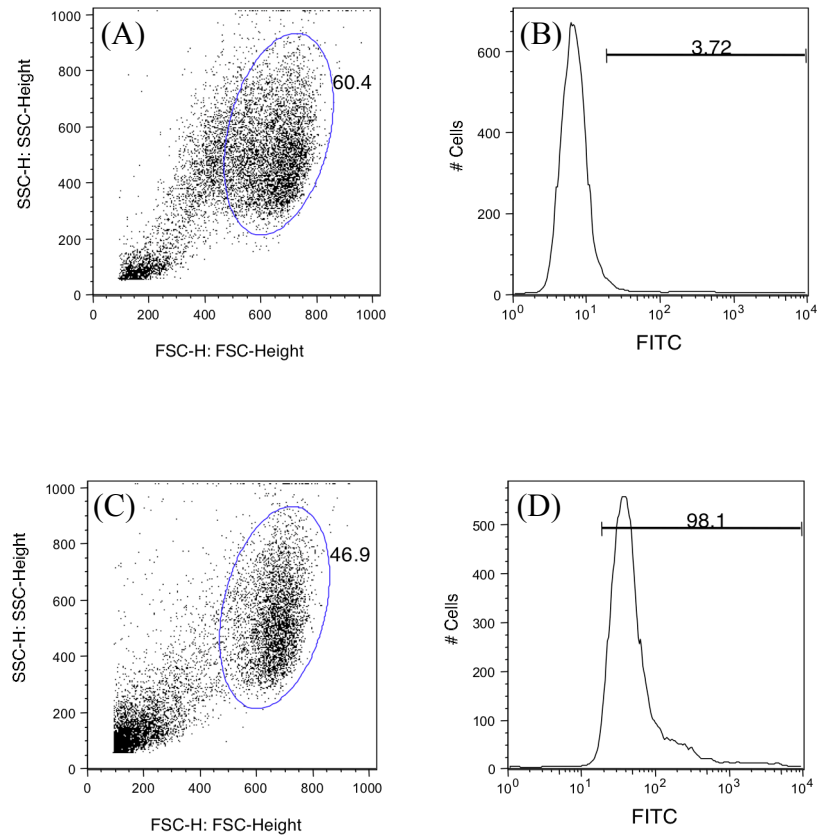 (A)
1000
800
600
400
200
0
SSC-H: SSC-Height
60.4
0 200 400 600 800 1000
FSC-H: FSC-Height
(B)
600
400
200
0
# Cells
3.72
10^0 10^1 10^2 10^3 10^4
FITC
(C)
1000
800
600
400
200
0
SSC-H: SSC-Height
46.9
0 200 400 600 800 1000
FSC-H: FSC-Height
(D)
500
400
300
200
100
0
# Cells
98.1
10^0 10^1 10^2 10^3 10^4
FITC